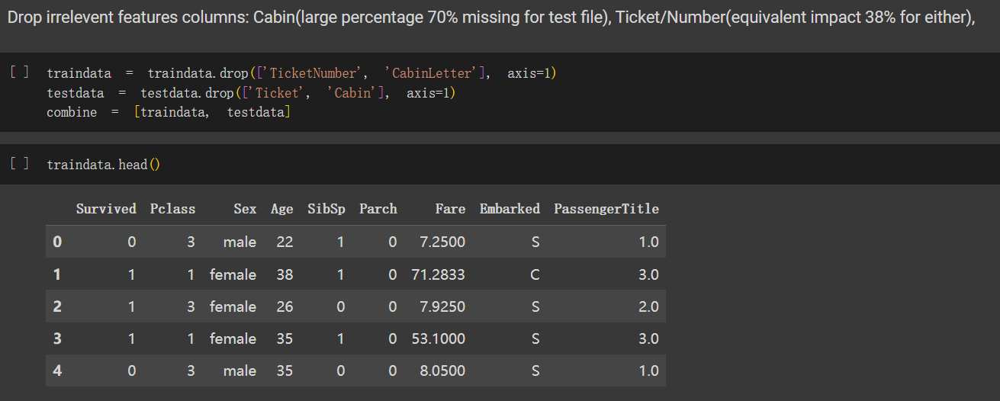 Drop irrelevent features columns: Cabin(large percentage 70% missing for test file), Ticket/Number(equivalent impact 38% for either),
[ ] traindata = traindata.drop(['TicketNumber', 'CabinLetter'], axis=1)
testdata = testdata.drop(['Ticket', 'Cabin'], axis=1)
combine = [traindata, testdata]
[ ] traindata.head()
Survived Pclass Sex Age SibSp Parch Fare Embarked PassengerTitle
0 0 3 male 22 1 0 7.2500 S 1.0
1 1 1 female 38 1 0 71.2833 C 3.0
2 1 3 female 26 0 0 7.9250 S 2.0
3 1 1 female 35 1 0 53.1000 S 3.0
4 0 3 male 35 0 0 8.0500 S 1.0